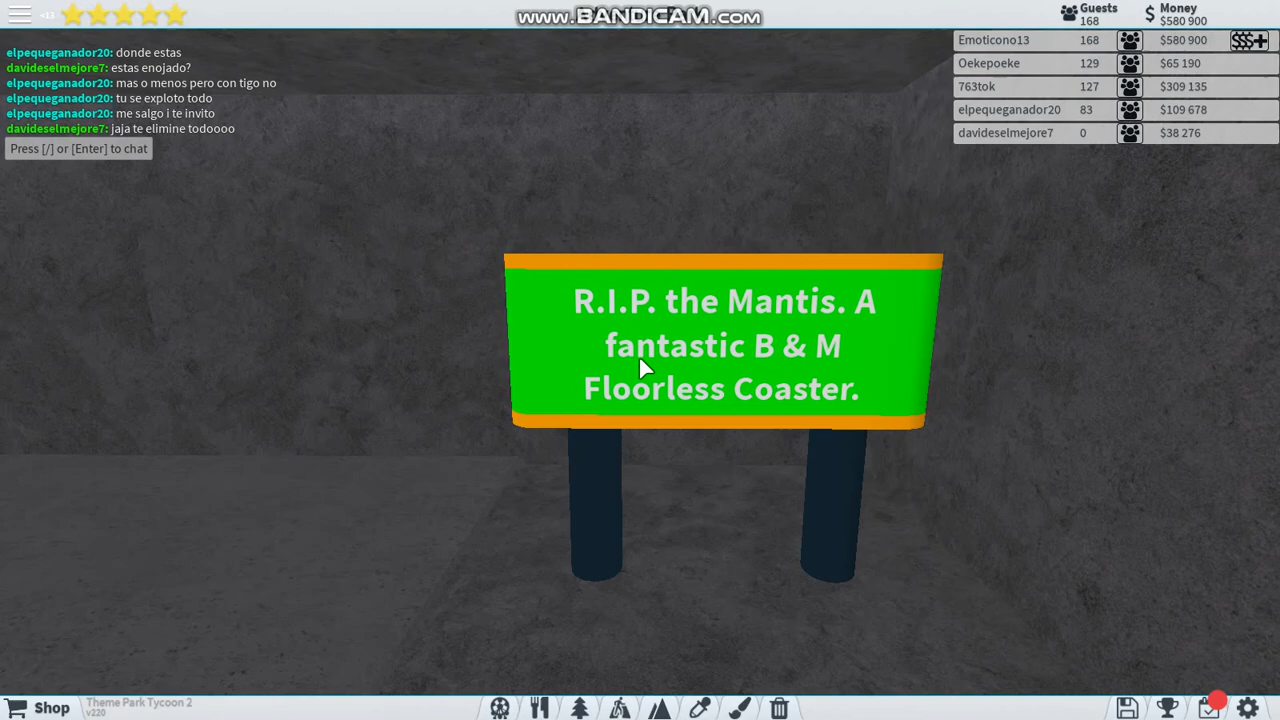 <13
www.BANDICAM.com
Guests
168
Money
$580 900
elpequeganador20: donde estas
davideselmejore7: estas enojado?
elpequeganador20: mas o menos pero con tigo no
elpequeganador20: tu se exploto todo
elpequeganador20: me salgo i te invito
davideselmejore7: jaja te elimine todoooo
Press [/] or [Enter] to chat
Emoticono13 168 $580 900 $$$+
Oekepoeke 129 $65 190
763tok 127 $309 135
elpequeganador20 83 $109 678
davideselmejore7 0 $38 276
R.I.P. the Mantis. A
fantastic B & M
Floorless Coaster.
Shop
Theme Park Tycoon 2
v220